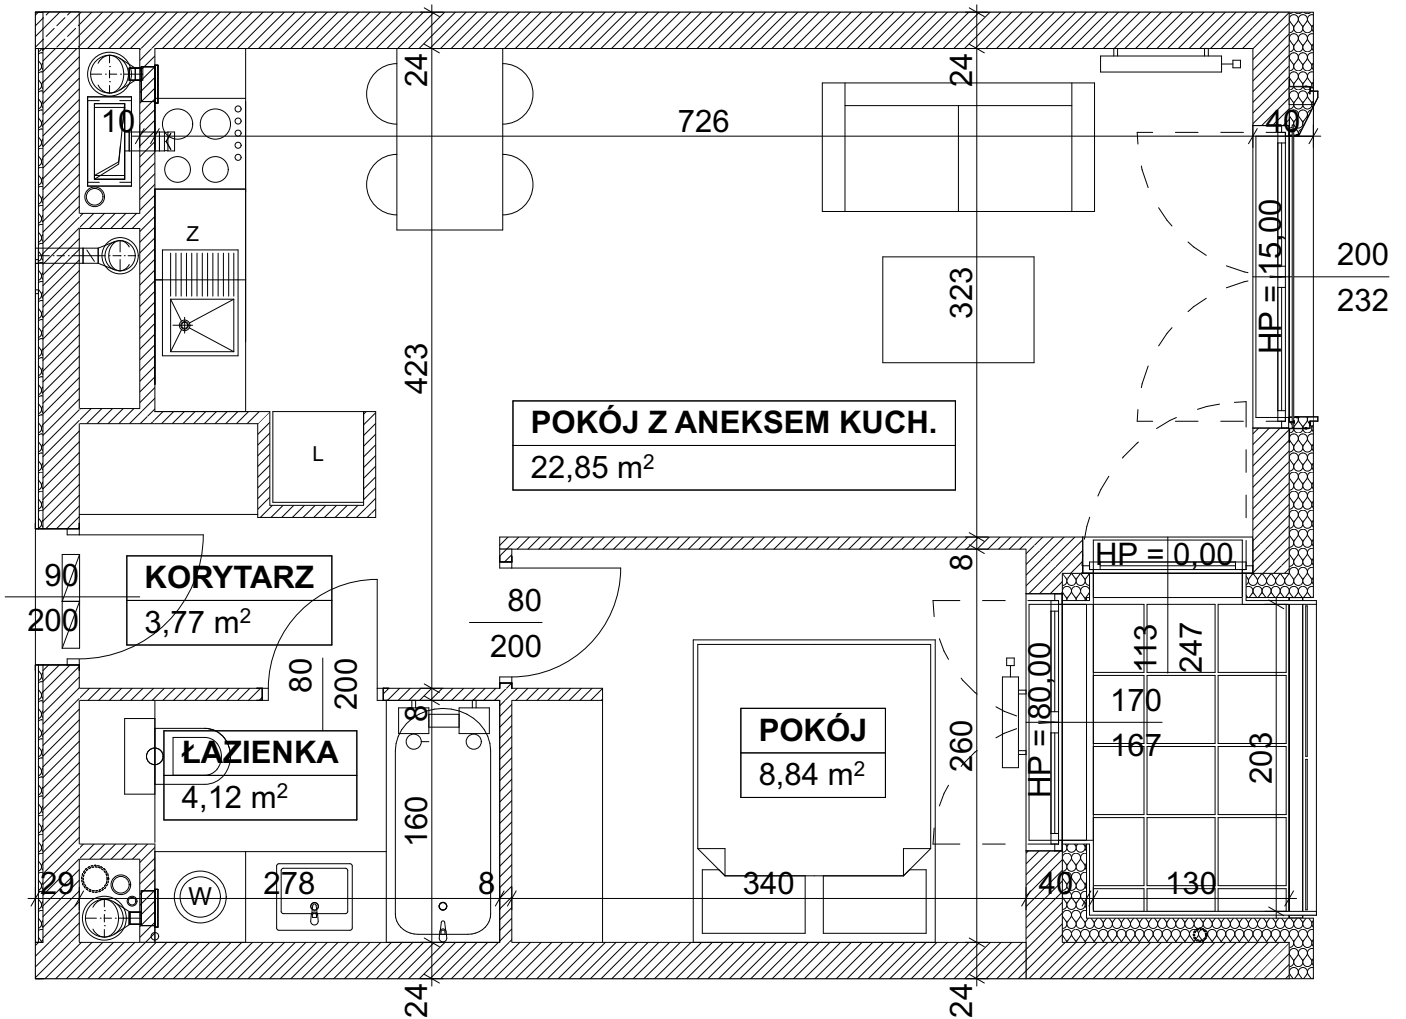 24
24
10
726
40
Z
HP = 15,00
200
232
323
423
POKÓJ Z ANEKSEM KUCH.
22,85 m²
L
90
200
KORYTARZ
3,77 m²
80
200
80
200
8
HP = 0,00
113
247
170
167
203
HP = 80,00
260
POKÓJ
8,84 m²
8
ŁAZIENKA
4,12 m²
160
29
W
278
8
340
40
130
24
24